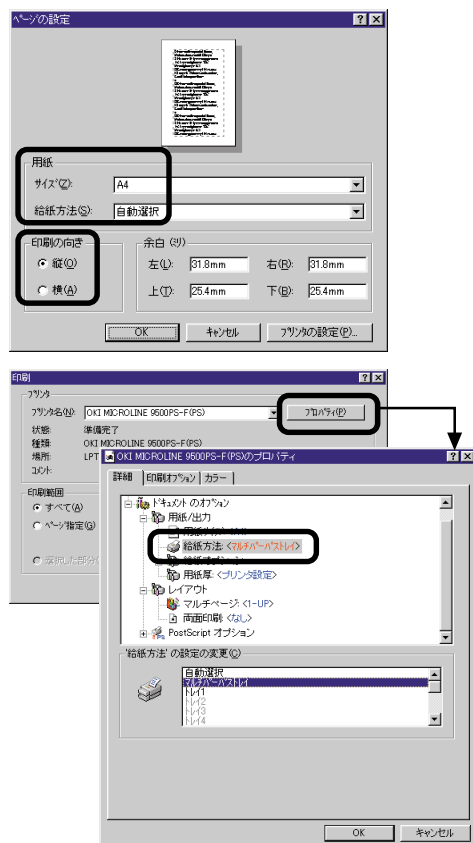 ページの設定
用紙
サイズ(Z):
A4
給紙方法(S):
自動選択
印刷の向き
縦(O)
横(A)
余白 (ミリ)
左(L): 31.8mm 右(R): 31.8mm
上(T): 25.4mm 下(B): 25.4mm
OK キャンセル プリンタの設定(P)...
印刷
プリンタ
プリンタ名(N): OKI MICROLINE 9500PS-F(PS) プロパティ(P)
状態: 準備完了
種類: OKI MICROLINE 9500PS-F(PS)
場所: LPT
コメント:
印刷範囲
すべて(A)
ページ指定(G)
選択した部分
OKI MICROLINE 9500PS-F(PS)のプロパティ
詳細 印刷オプション カラー
ドキュメント のオプション
用紙/出力
給紙方法: <マルチパーパストレイ>
用紙厚: <プリンタ設定>
レイアウト
マルチページ: <1-UP>
両面印刷: <なし>
PostScript オプション
'給紙方法' の設定の変更(C)
自動選択
マルチパーパストレイ
トレイ1
トレイ2
トレイ3
トレイ4
OK キャンセル